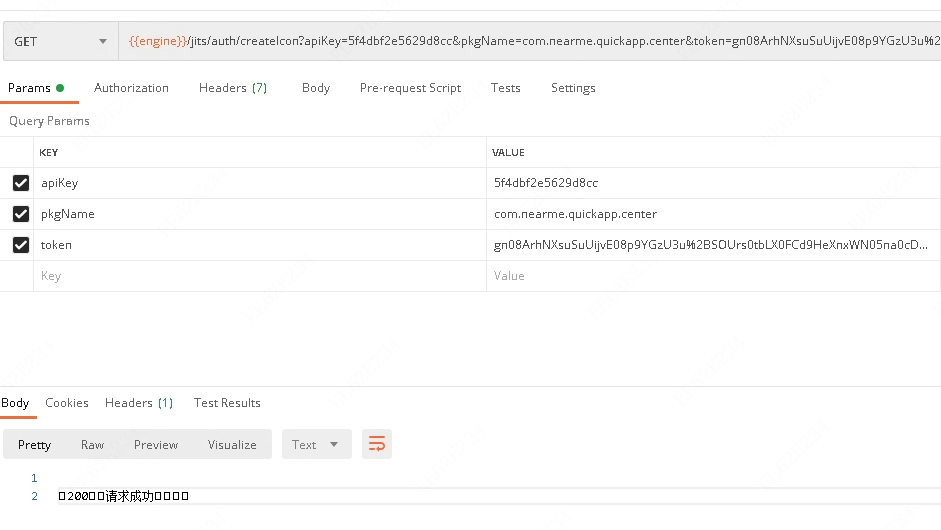 GET {{engine}}/jits/auth/createIcon?apiKey=5f4dbf2e5629d8cc&pkgName=com.nearme.quickapp.center&token=gn08ArhNXsuSuUijvE08p9YGzU3u%2
Params Authorization Headers (7) Body Pre-request Script Tests Settings
Query Params
KEY VALUE
apiKey 5f4dbf2e5629d8cc
pkgName com.nearme.quickapp.center
token gn08ArhNXsuSuUijvE08p9YGzU3u%2BSOUrs0tbLX0FCd9HeXnxWN05na0cD...
Key Value
Body Cookies Headers (1) Test Results
Pretty Raw Preview Visualize Text
1
2 200请求成功